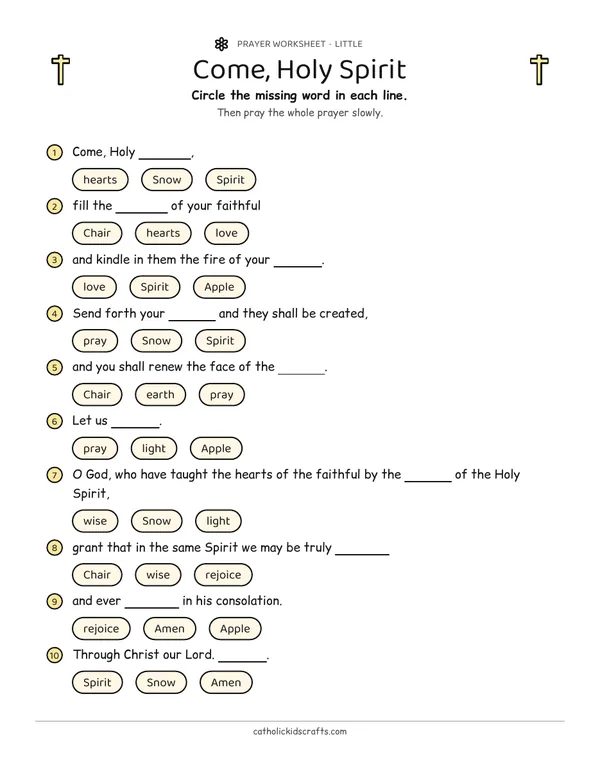 PRAYER WORKSHEET · LITTLE
Come, Holy Spirit
Circle the missing word in each line.
Then pray the whole prayer slowly.
1 Come, Holy _______,
hearts Snow Spirit
2 fill the _______ of your faithful
Chair hearts love
3 and kindle in them the fire of your _______.
love Spirit Apple
4 Send forth your _______ and they shall be created,
pray Snow Spirit
5 and you shall renew the face of the _______.
Chair earth pray
6 Let us _______.
pray light Apple
7 O God, who have taught the hearts of the faithful by the _______ of the Holy
Spirit,
wise Snow light
8 grant that in the same Spirit we may be truly _______
Chair wise rejoice
9 and ever _______ in his consolation.
rejoice Amen Apple
10 Through Christ our Lord. _______.
Spirit Snow Amen
catholickidscrafts.com